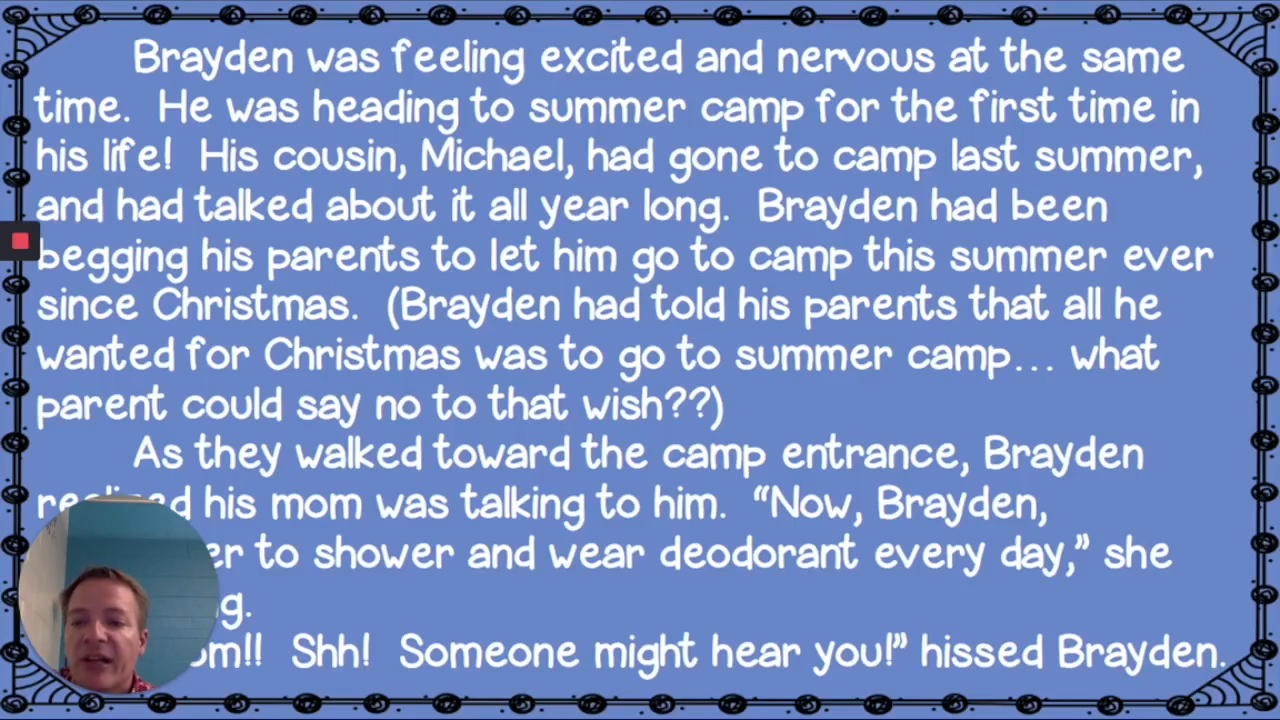 Brayden was feeling excited and nervous at the same
time. He was heading to summer camp for the first time in
his life! His cousin, Michael, had gone to camp last summer,
and had talked about it all year long. Brayden had been
begging his parents to let him go to camp this summer ever
since Christmas. (Brayden had told his parents that all he
wanted for Christmas was to go to summer camp... what
parent could say no to that wish??)
As they walked toward the camp entrance, Brayden
realized his mom was talking to him. “Now, Brayden,
to shower and wear deodorant every day,” she
Shh! Someone might hear you!” hissed Brayden.